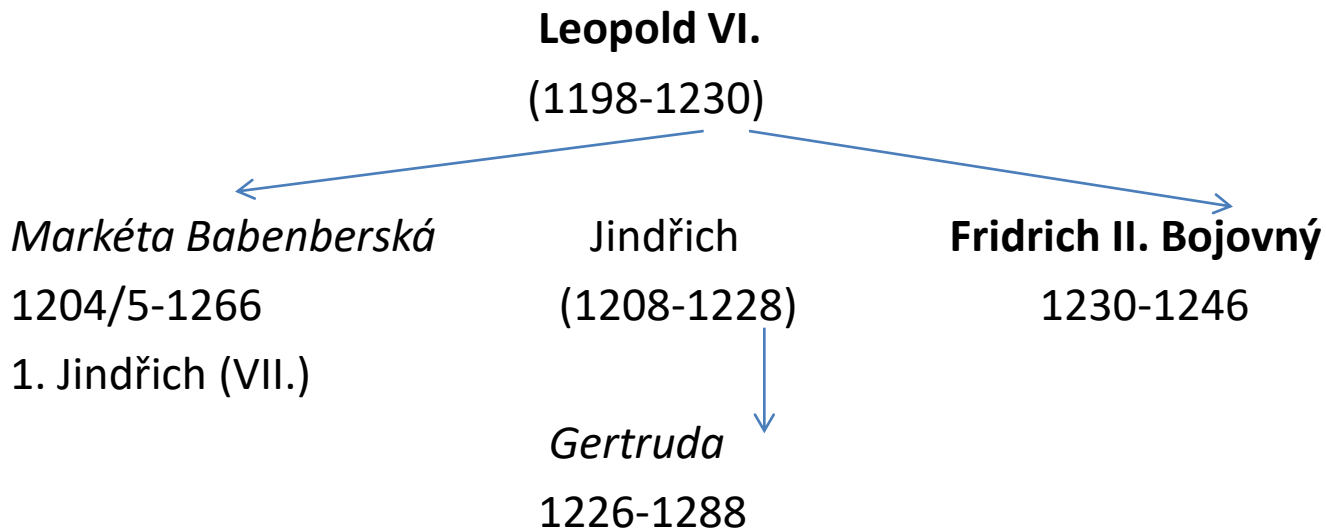 Leopold VI.
(1198-1230)
Markéta Babenberská Jindřich Fridrich II. Bojovný
1204/5-1266 (1208-1228) 1230-1246
1. Jindřich (VII.)
Gertruda
1226-1288